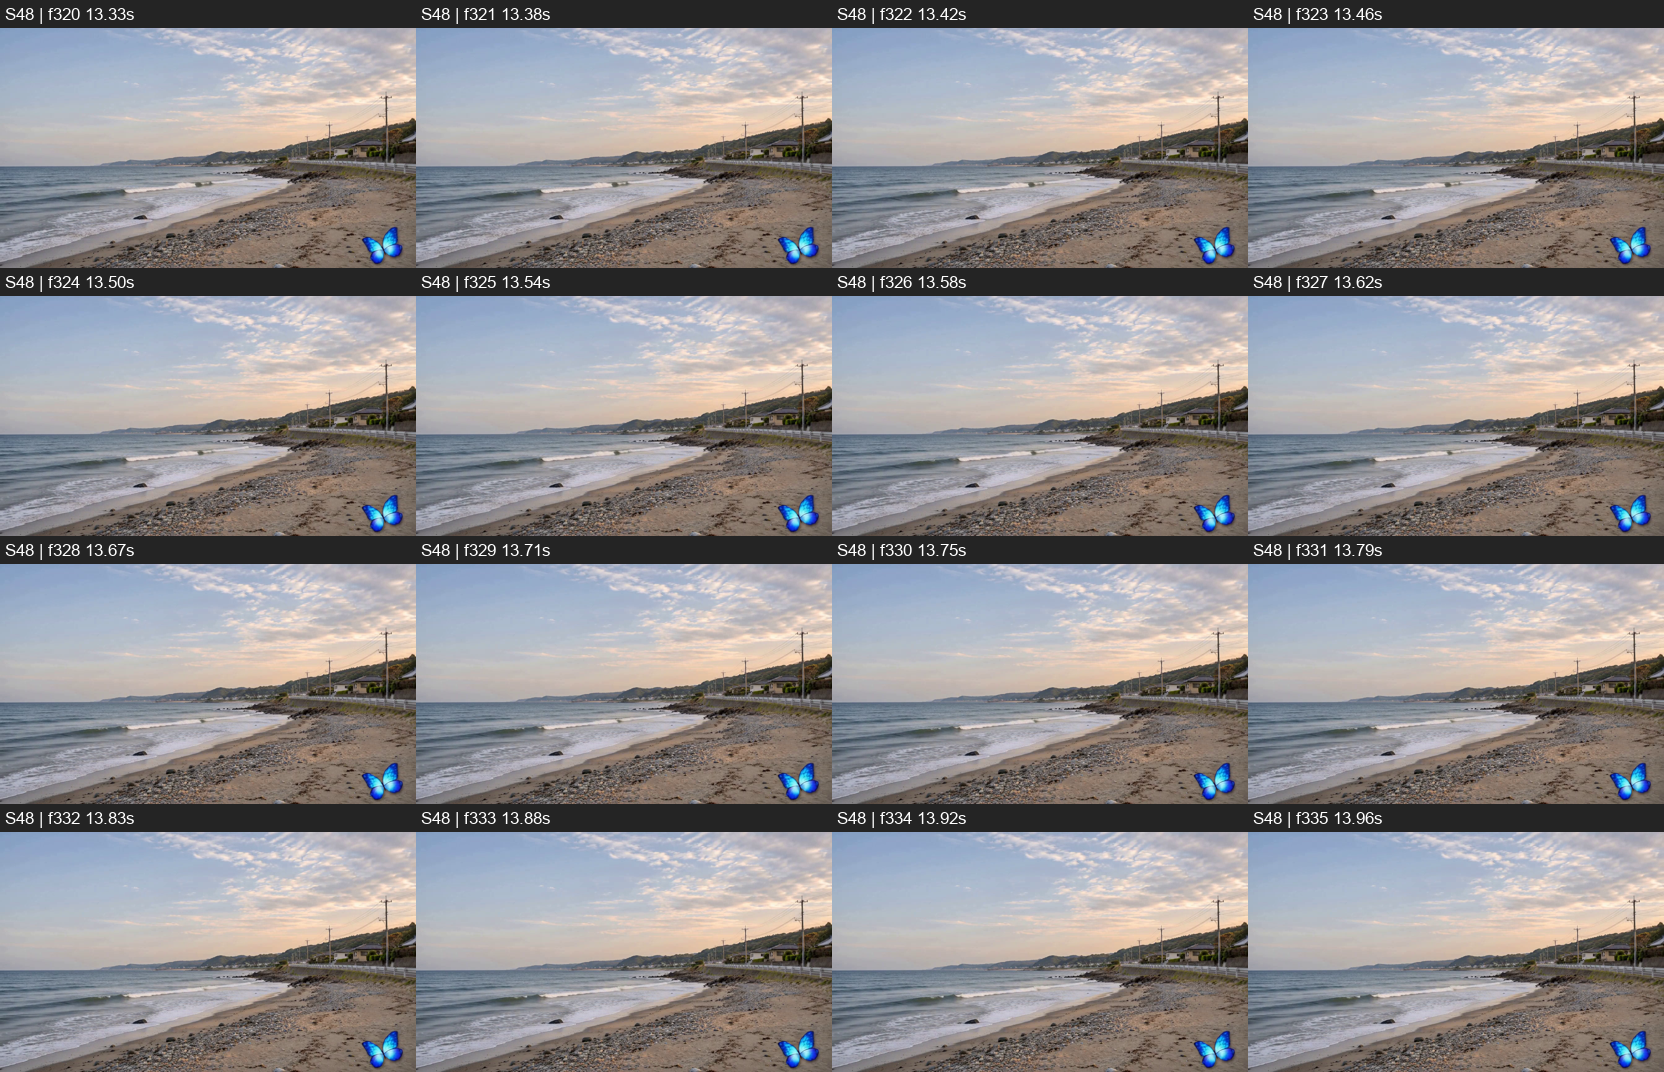 S48 | f320 13.33s
S48 | f321 13.38s
S48 | f322 13.42s
S48 | f323 13.46s
S48 | f324 13.50s
S48 | f325 13.54s
S48 | f326 13.58s
S48 | f327 13.62s
S48 | f328 13.67s
S48 | f329 13.71s
S48 | f330 13.75s
S48 | f331 13.79s
S48 | f332 13.83s
S48 | f333 13.88s
S48 | f334 13.92s
S48 | f335 13.96s